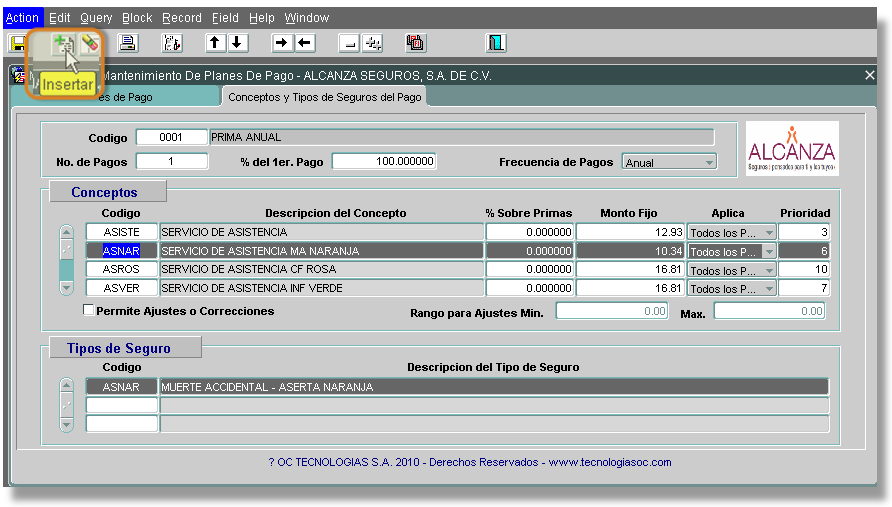 Action Edit Query Block Record Field Help Window
Insertar
Mantenimiento De Planes De Pago - ALCANZA SEGUROS, S.A. DE C.V.
es de Pago Conceptos y Tipos de Seguros del Pago
Codigo 0001 PRIMA ANUAL
No. de Pagos 1 % del 1er. Pago 100.000000 Frecuencia de Pagos Anual
ALCANZA
Seguros : pensados para ti y los tuyos
Conceptos
Codigo Descripcion del Concepto % Sobre Primas Monto Fijo Aplica Prioridad
ASISTE SERVICIO DE ASISTENCIA 0.000000 12.93 Todos los P... 3
ASNAR SERVICIO DE ASISTENCIA MA NARANJA 0.000000 10.34 Todos los P... 6
ASROS SERVICIO DE ASISTENCIA CF ROSA 0.000000 16.81 Todos los P... 10
ASVER SERVICIO DE ASISTENCIA INF VERDE 0.000000 16.81 Todos los P... 7
Permite Ajustes o Correcciones Rango para Ajustes Min. 0.00 Max. 0.00
Tipos de Seguro
Codigo Descripcion del Tipo de Seguro
ASNAR MUERTE ACCIDENTAL - ASERTA NARANJA
? OC TECNOLOGIAS S.A. 2010 - Derechos Reservados - www.tecnologiasoc.com